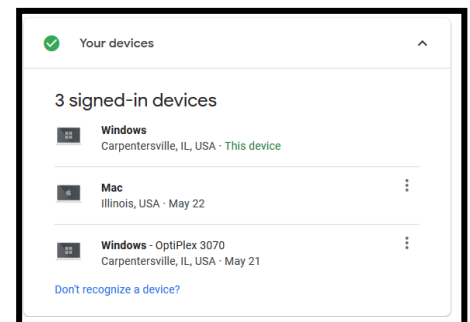 Your devices
3 signed-in devices
Windows
Carpentersville, IL, USA · This device
Mac
Illinois, USA · May 22
Windows - OptiPlex 3070
Carpentersville, IL, USA · May 21
Don't recognize a device?